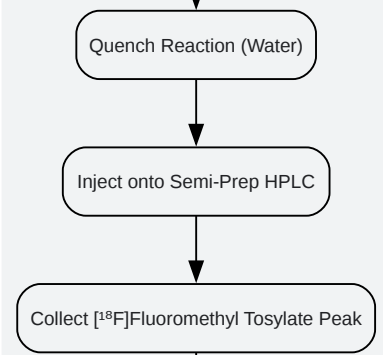 Quench Reaction (Water)
Inject onto Semi-Prep HPLC
Collect [¹⁸F]Fluoromethyl Tosylate Peak